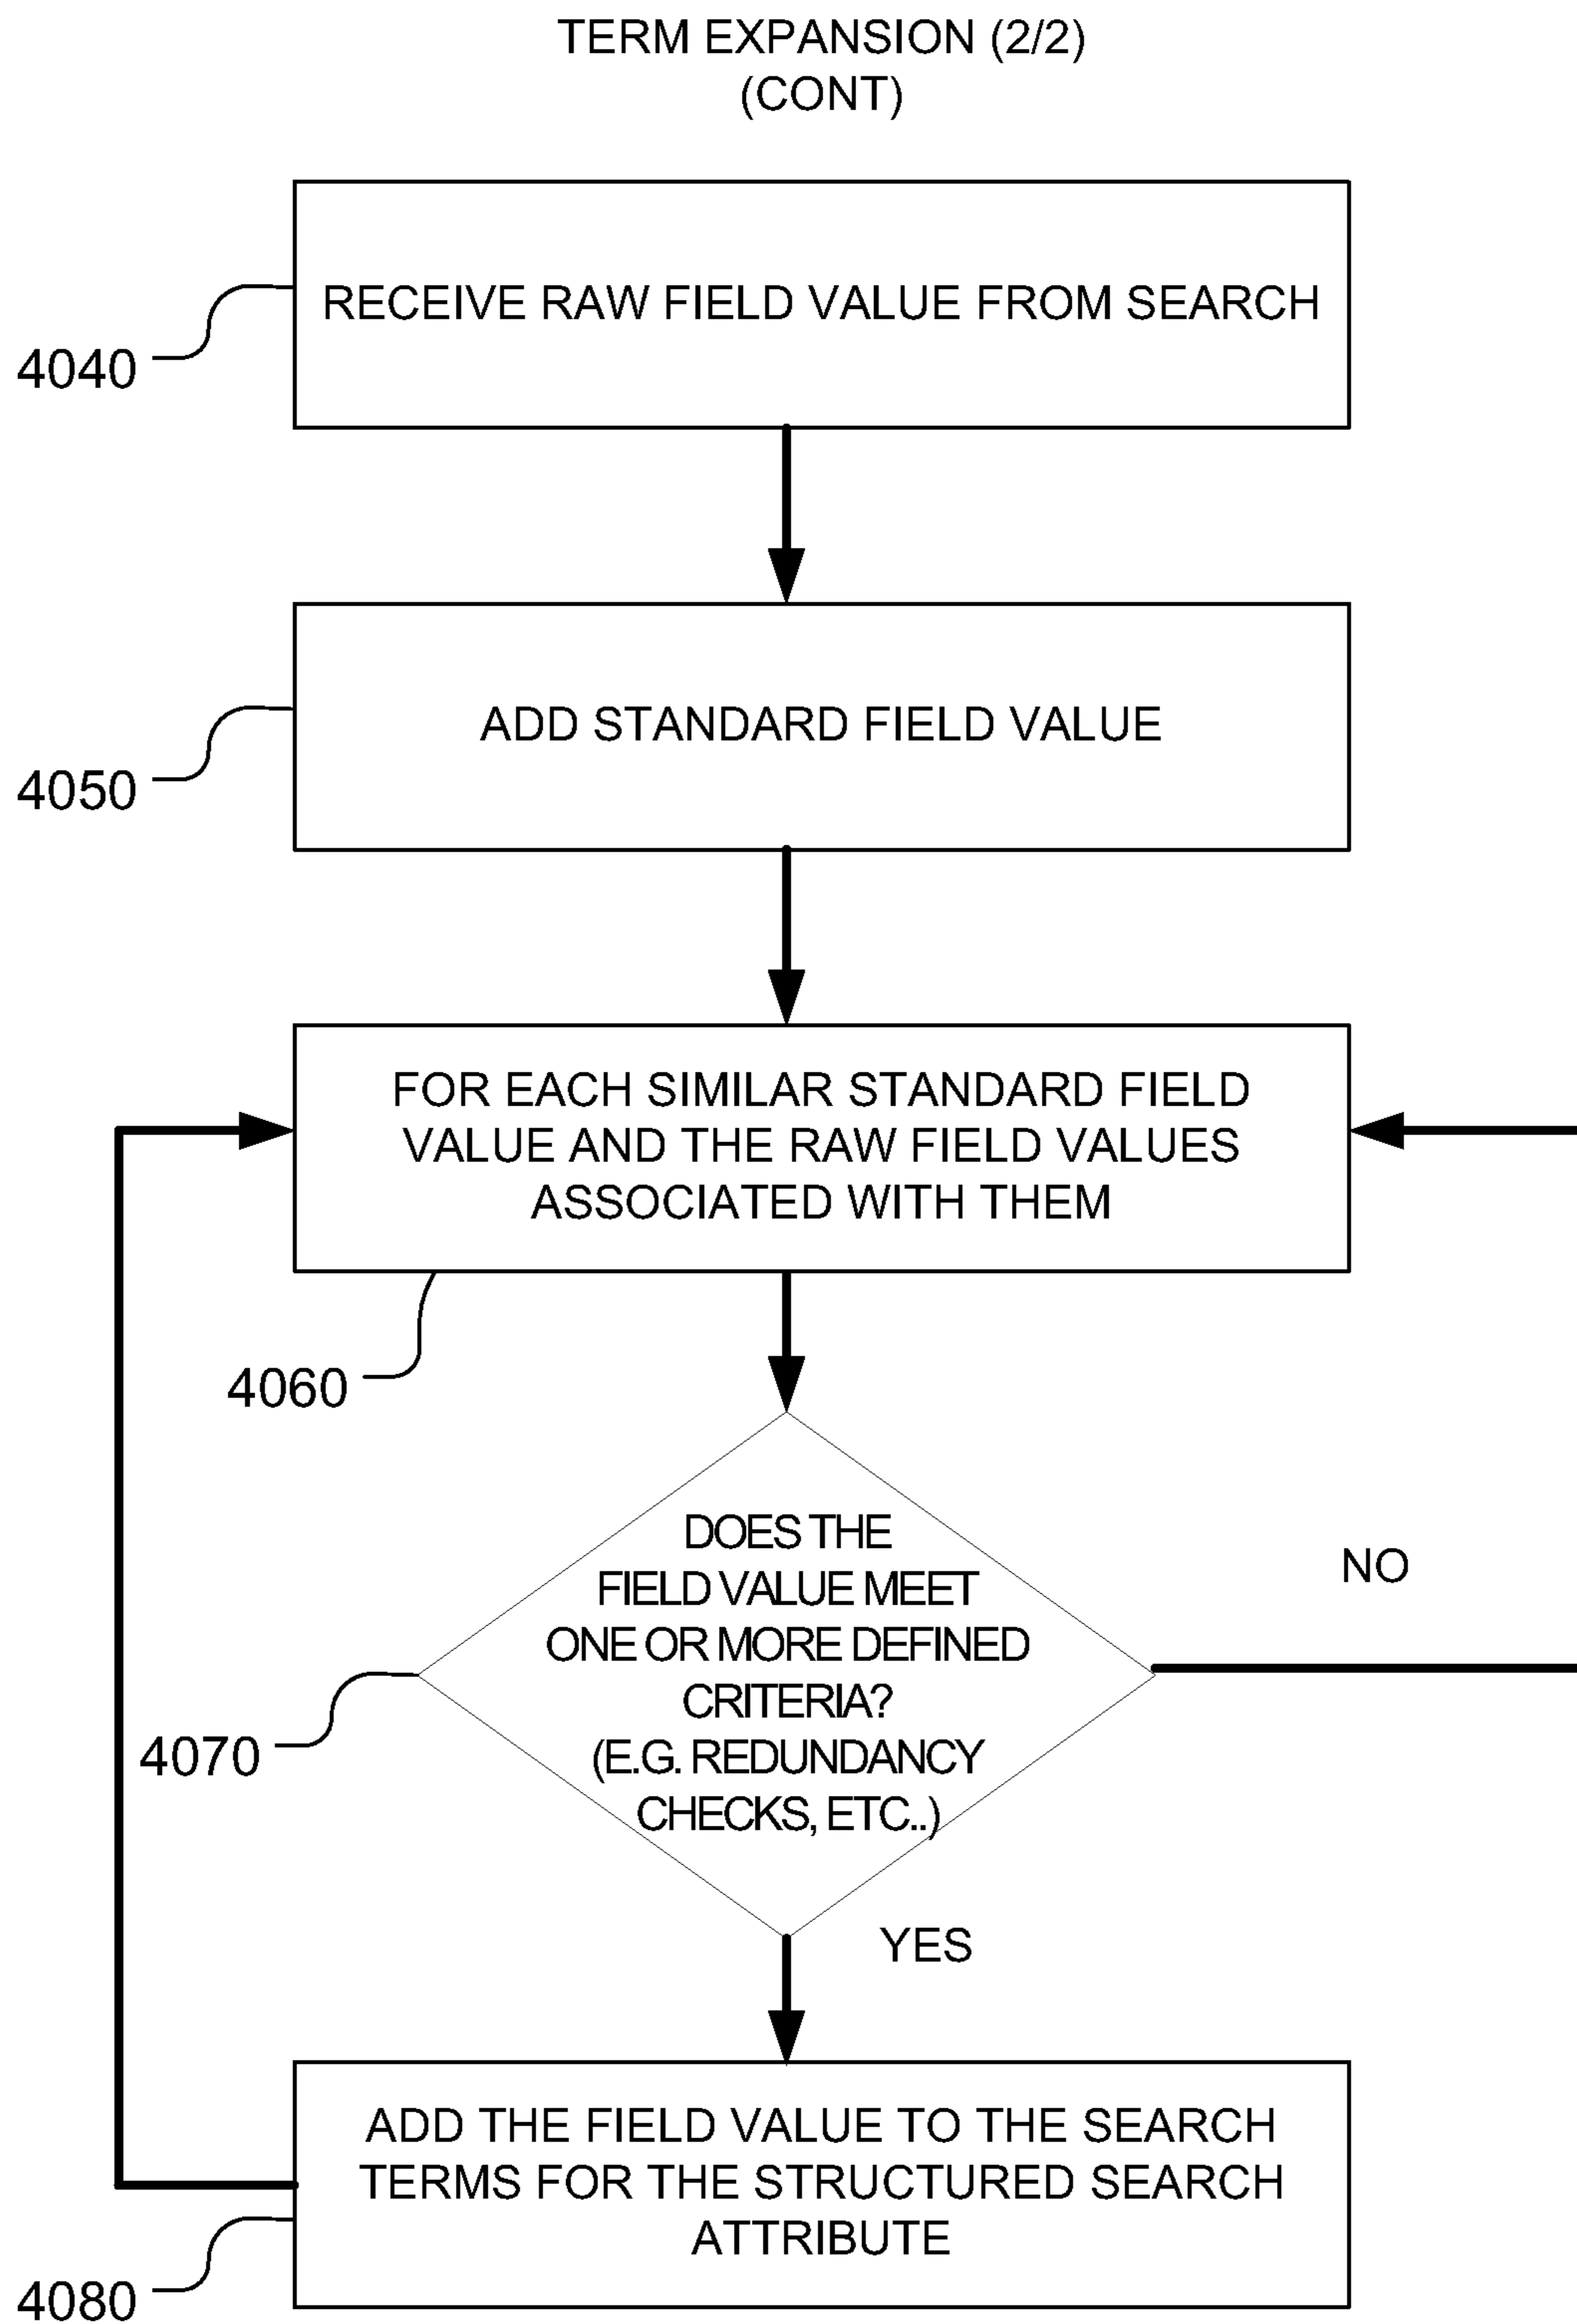 TERM EXPANSION (2/2)
(CONT)
RECEIVE RAW FIELD VALUE FROM SEARCH
4040
ADD STANDARD FIELD VALUE
4050
FOR EACH SIMILAR STANDARD FIELD
VALUE AND THE RAW FIELD VALUES
ASSOCIATED WITH THEM
4060
DOES THE
FIELD VALUE MEET
ONE OR MORE DEFINED
CRITERIA?
(E.G. REDUNDANCY
CHECKS, ETC..)
NO
4070
YES
ADD THE FIELD VALUE TO THE SEARCH
TERMS FOR THE STRUCTURED SEARCH
ATTRIBUTE
4080